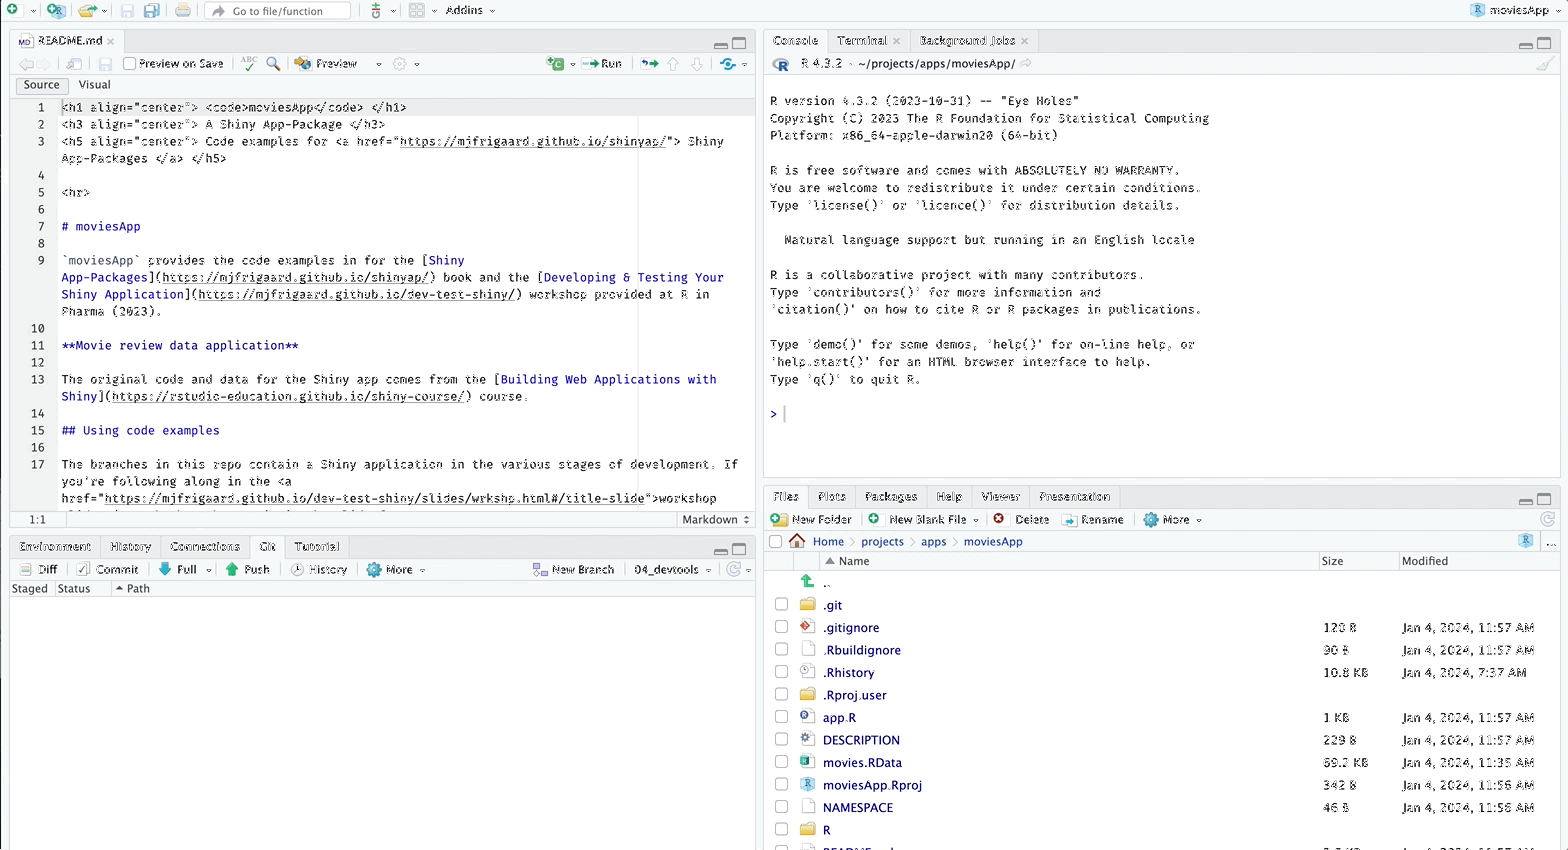 Go to file/function
Addins
moviesApp
README.md
Preview on Save
ABC
Preview
Run
Source Visual
1 <h1 align="center"> <code>moviesApp</code> </h1>
2 <h3 align="center"> A Shiny App-Package </h3>
3 <h5 align="center"> Code examples for <a href="https://mjfrigaard.github.io/shinyap/"> Shiny
App-Packages </a> </h5>
4
5 <hr>
6
7 # moviesApp
8
9 `moviesApp` provides the code examples in for the [Shiny
App-Packages](https://mjfrigaard.github.io/shinyap/) book and the [Developing & Testing Your
Shiny Application](https://mjfrigaard.github.io/dev-test-shiny/) workshop provided at R in
Pharma (2023).
10
11 **Movie review data application**
12
13 The original code and data for the Shiny app comes from the [Building Web Applications with
Shiny](https://rstudio-education.github.io/shiny-course/) course.
14
15 ## Using code examples
16
17 The branches in this repo contain a Shiny application in the various stages of development. If
you're following along in the <a
href="https://mjfrigaard.github.io/dev-test-shiny/slides/wrkshp.html#/title-slide">workshop
1:1
Markdown
Environment History Connections Git Tutorial
Diff Commit Pull Push History More New Branch 04_devtools
Staged Status Path
Console Terminal Background Jobs
R 4.3.2 · ~/projects/apps/moviesApp/
R version 4.3.2 (2023-10-31) -- "Eye Holes"
Copyright (C) 2023 The R Foundation for Statistical Computing
Platform: x86_64-apple-darwin20 (64-bit)
R is free software and comes with ABSOLUTELY NO WARRANTY.
You are welcome to redistribute it under certain conditions.
Type 'license()' or 'licence()' for distribution details.
Natural language support but running in an English locale
R is a collaborative project with many contributors.
Type 'contributors()' for more information and
'citation()' on how to cite R or R packages in publications.
Type 'demo()' for some demos, 'help()' for on-line help, or
'help.start()' for an HTML browser interface to help.
Type 'q()' to quit R.
>
Files Plots Packages Help Viewer Presentation
New Folder New Blank File Delete Rename More
Home projects apps moviesApp ...
Name Size Modified
..
.git
.gitignore 120 B Jan 4, 2024, 11:57 AM
.Rbuildignore 90 B Jan 4, 2024, 11:57 AM
.Rhistory 10.8 KB Jan 4, 2024, 7:37 AM
.Rproj.user
app.R 1 KB Jan 4, 2024, 11:57 AM
DESCRIPTION 229 B Jan 4, 2024, 11:57 AM
movies.RData 69.2 KB Jan 4, 2024, 11:35 AM
moviesApp.Rproj 342 B Jan 4, 2024, 11:56 AM
NAMESPACE 46 B Jan 4, 2024, 11:56 AM
R